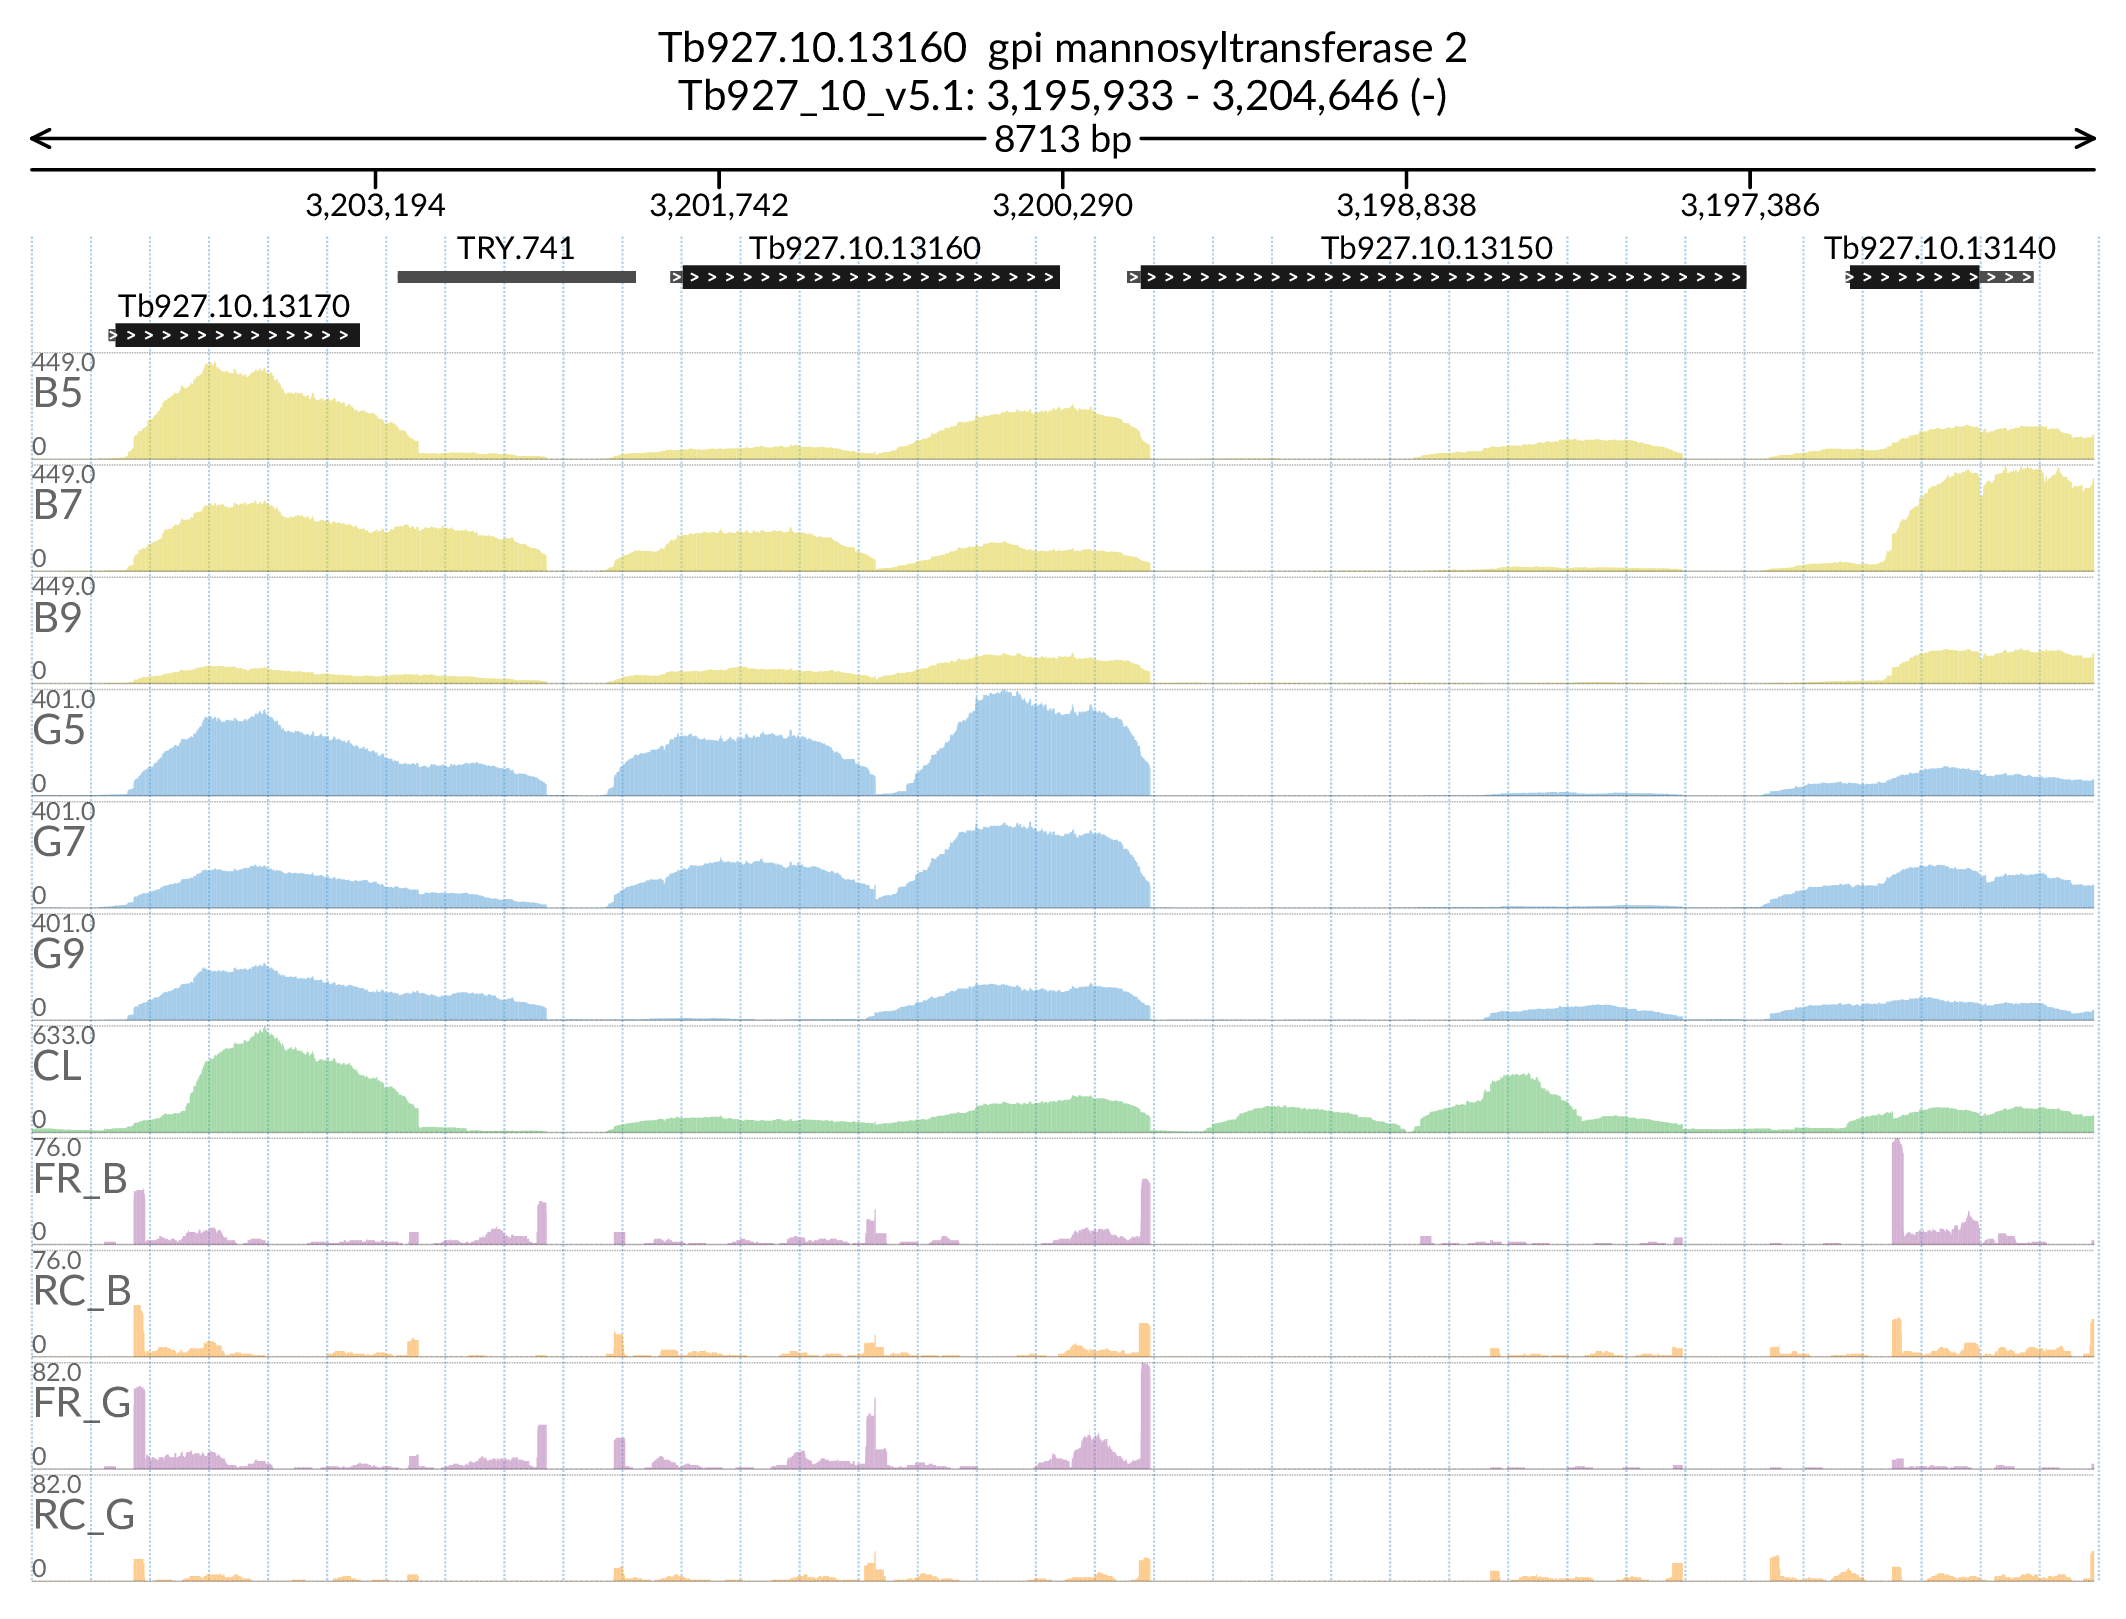 Tb927.10.13160  gpi mannosyltransferase 2
Tb927_10_v5.1: 3,195,933 - 3,204,646 (-)
8713 bp
3,203,194 3,201,742 3,200,290 3,198,838 3,197,386
TRY.741 Tb927.10.13160 Tb927.10.13150 Tb927.10.13140
Tb927.10.13170
449.0
B5
0
449.0
B7
0
449.0
B9
0
401.0
G5
0
401.0
G7
0
401.0
G9
0
633.0
CL
0
76.0
FR_B
0
76.0
RC_B
0
82.0
FR_G
0
82.0
RC_G
0